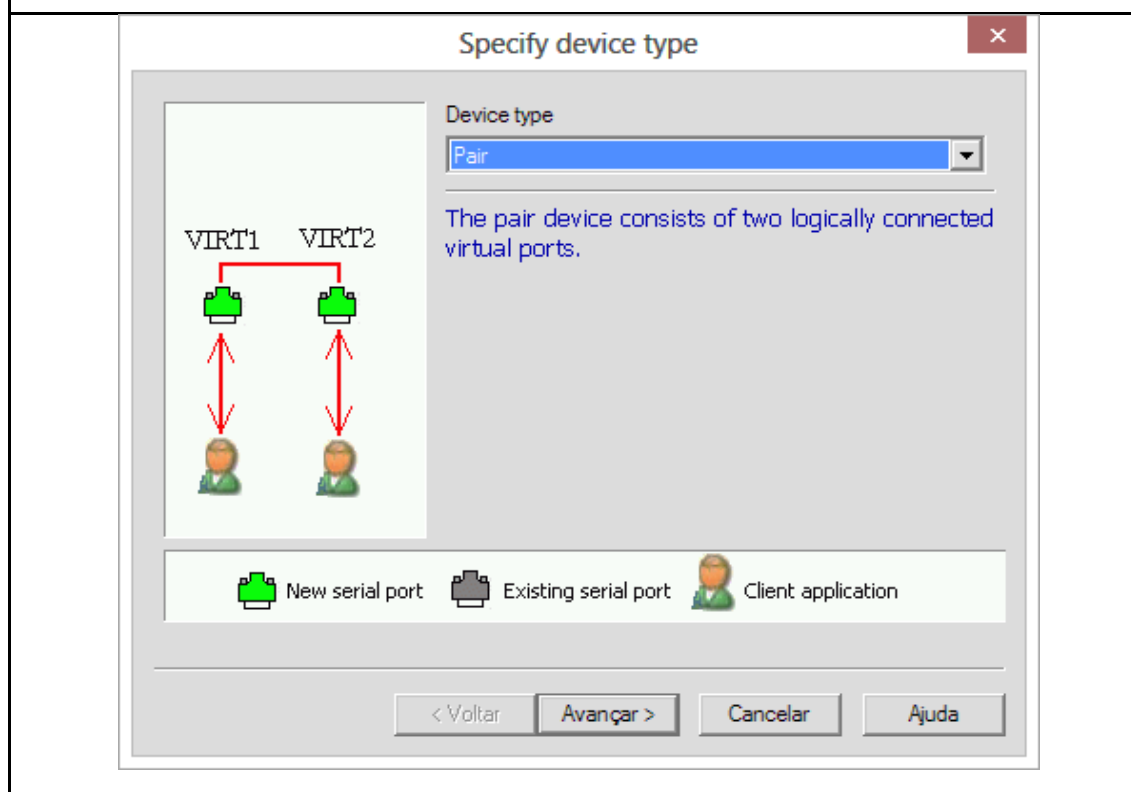 Specify device type
Device type
Pair
The pair device consists of two logically connected
virtual ports.
VIRT1 VIRT2
New serial port Existing serial port Client application
< Voltar Avançar > Cancelar Ajuda